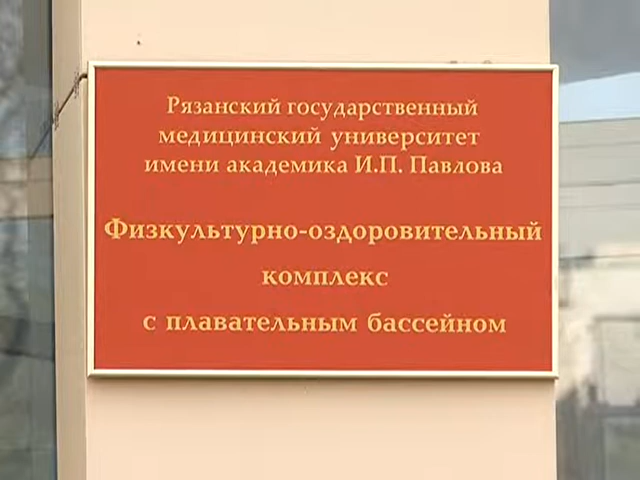 Рязанский государственный
медицинский университет
имени академика И.П. Павлова
Физкультурно-оздоровительный
комплекс
с плавательным бассейном